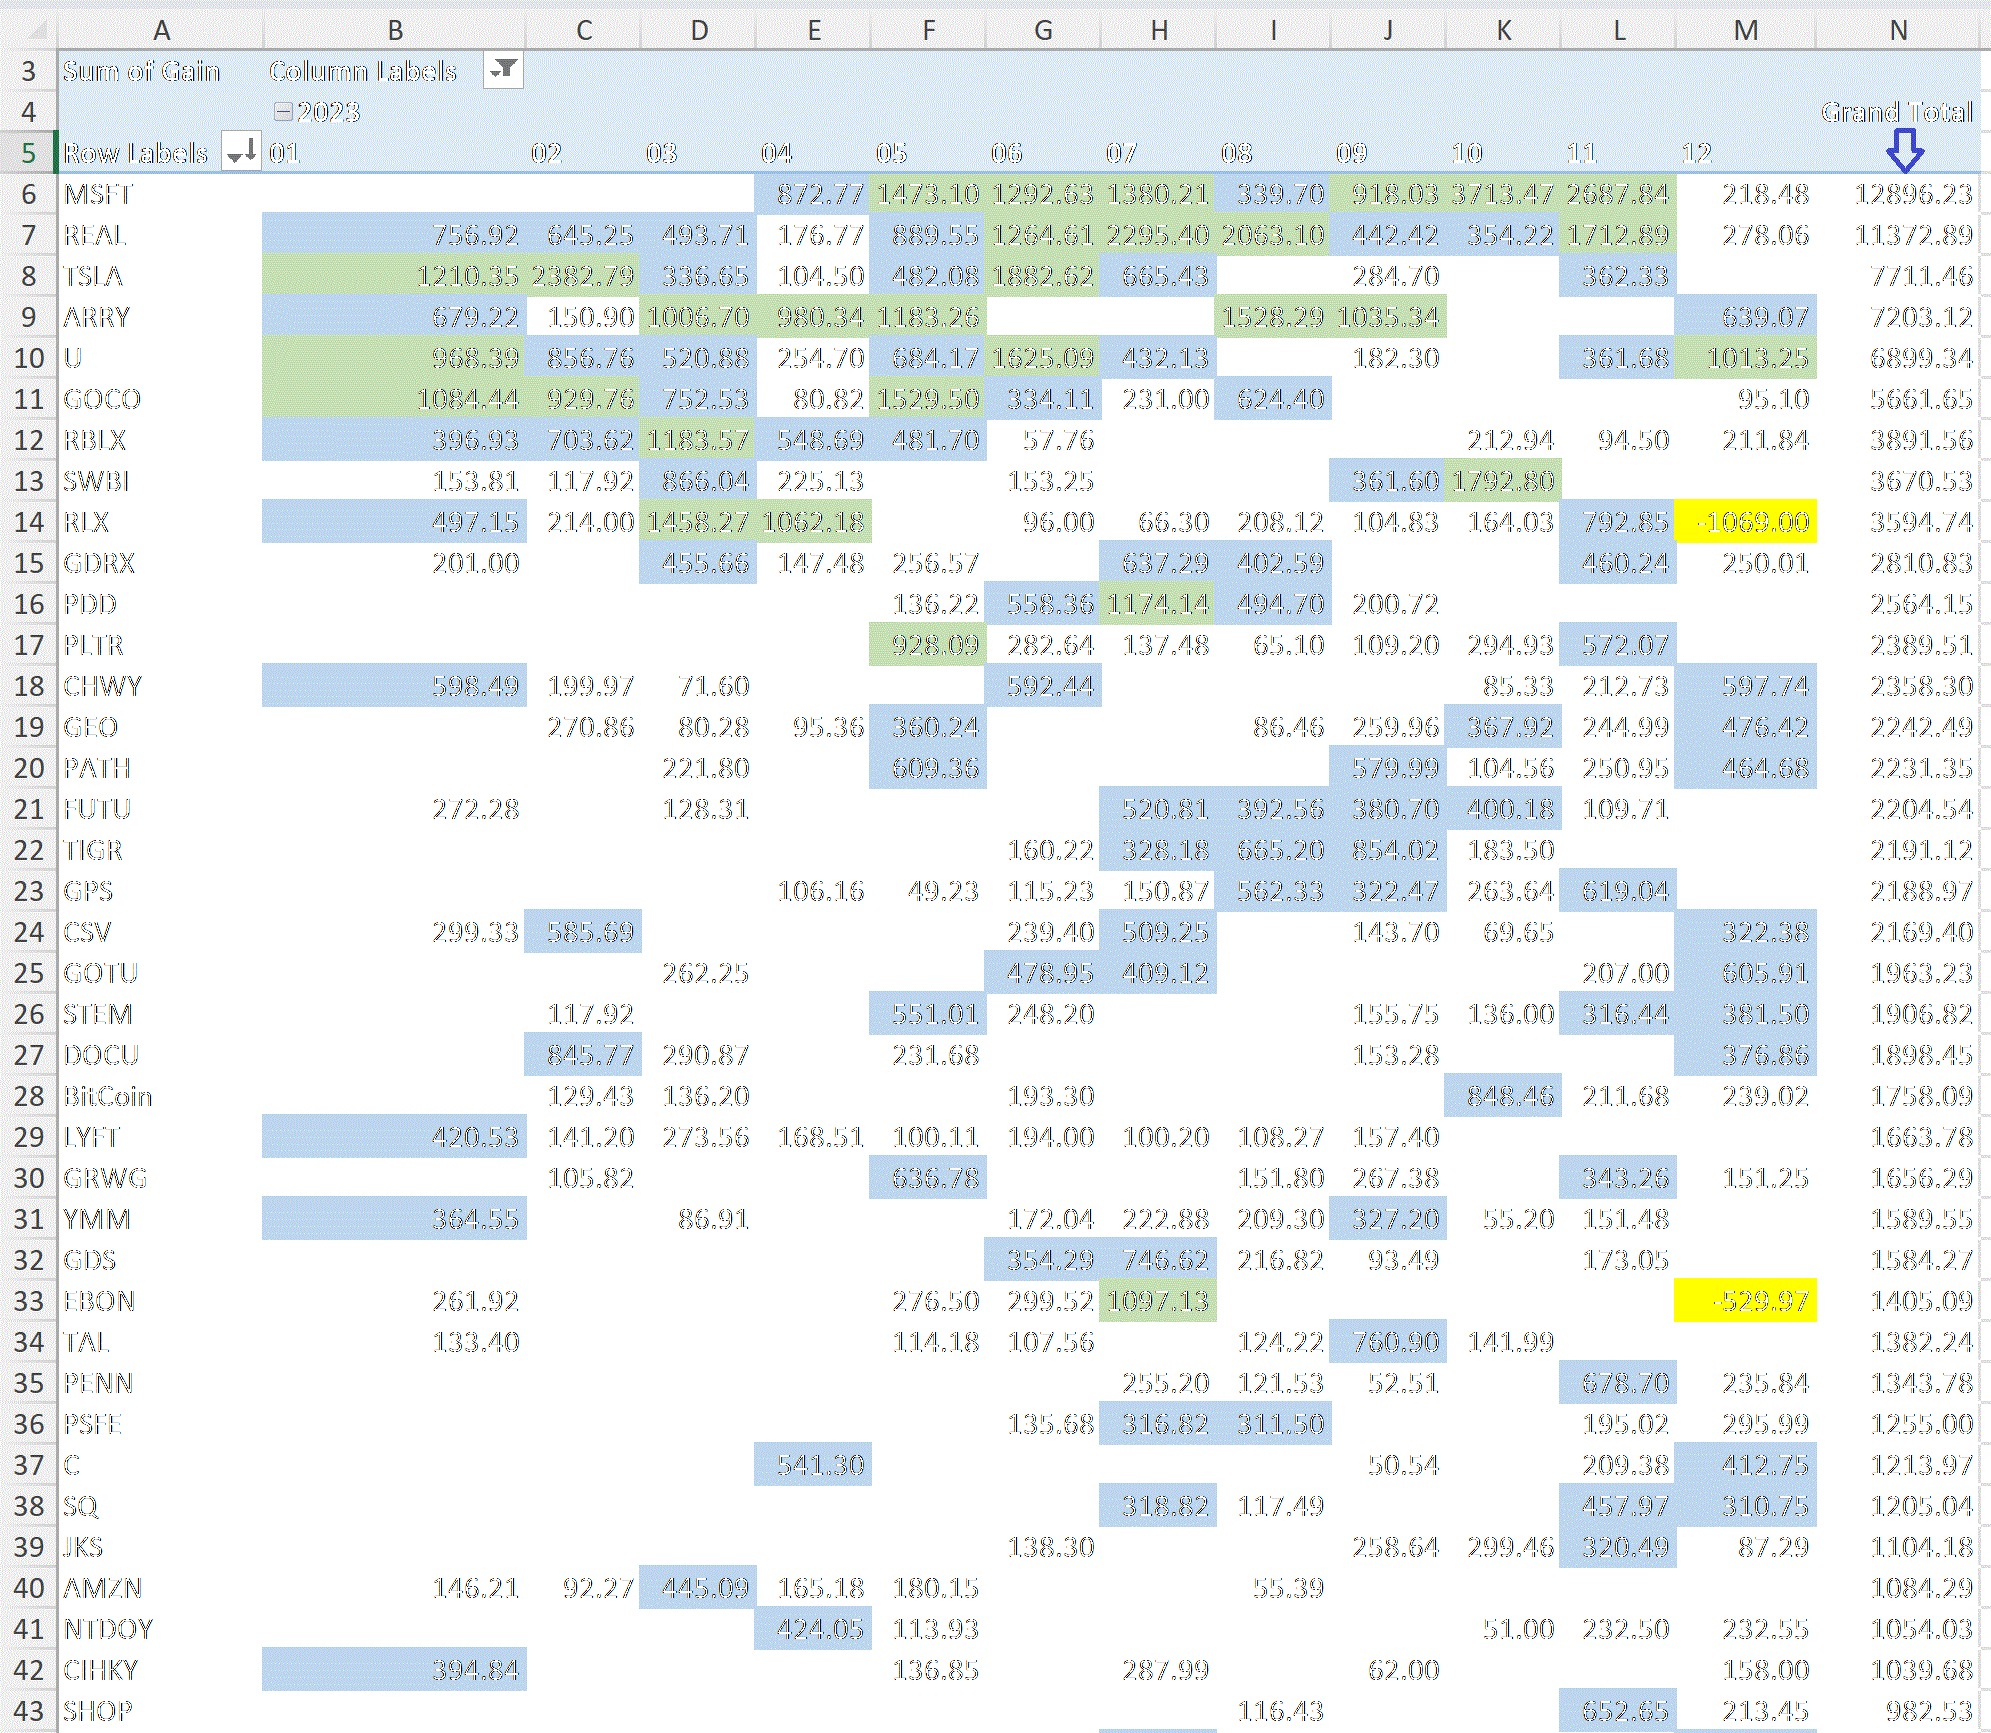 A B C D E F G H I J K L M N
3 Sum of Gain Column Labels
4 2023 Grand Total
5 Row Labels 01 02 03 04 05 06 07 08 09 10 11 12
6 MSFT 872.77 1473.10 1292.63 1380.21 339.70 918.03 3713.47 2687.84 218.48 12896.23
7 REAL 756.92 645.25 493.71 176.77 889.55 1264.61 2295.40 2063.10 442.42 354.22 1712.89 278.06 11372.89
8 TSLA 1210.35 2382.79 336.65 104.50 482.08 1882.62 665.43 284.70 362.33 7711.46
9 ARRY 679.22 150.90 1006.70 980.34 1183.26 1528.29 1035.34 639.07 7203.12
10 U 968.39 856.76 520.88 254.70 684.17 1625.09 432.13 182.30 361.68 1013.25 6899.34
11 GOCO 1084.44 929.76 752.53 80.82 1529.50 334.11 231.00 624.40 95.10 5661.65
12 RBLX 396.93 703.62 1183.57 548.69 481.70 57.76 212.94 94.50 211.84 3891.56
13 SWBI 153.81 117.92 866.04 225.13 153.25 361.60 1792.80 3670.53
14 RLX 497.15 214.00 1458.27 1062.18 96.00 66.30 208.12 104.83 164.03 792.85 -1069.00 3594.74
15 GDRX 201.00 455.66 147.48 256.57 637.29 402.59 460.24 250.01 2810.83
16 PDD 136.22 558.36 1174.14 494.70 200.72 2564.15
17 PLTR 928.09 282.64 137.48 65.10 109.20 294.93 572.07 2389.51
18 CHWY 598.49 199.97 71.60 592.44 85.33 212.73 597.74 2358.30
19 GEO 270.86 80.28 95.36 360.24 86.46 259.96 367.92 244.99 476.42 2242.49
20 PATH 221.80 609.36 579.99 104.56 250.95 464.68 2231.35
21 FUTU 272.28 128.31 520.81 392.56 380.70 400.18 109.71 2204.54
22 TIGR 160.22 328.18 665.20 854.02 183.50 2191.12
23 GPS 106.16 49.23 115.23 150.87 562.33 322.47 263.64 619.04 2188.97
24 CSV 299.33 585.69 239.40 509.25 143.70 69.65 322.38 2169.40
25 GOTU 262.25 478.95 409.12 207.00 605.91 1963.23
26 STEM 117.92 551.01 248.20 155.75 136.00 316.44 381.50 1906.82
27 DOCU 845.77 290.87 231.68 153.28 376.86 1898.45
28 BitCoin 129.43 136.20 193.30 848.46 211.68 239.02 1758.09
29 LYFT 420.53 141.20 273.56 168.51 100.11 194.00 100.20 108.27 157.40 1663.78
30 GRWG 105.82 636.78 151.80 267.38 343.26 151.25 1656.29
31 YMM 364.55 86.91 172.04 222.88 209.30 327.20 55.20 151.48 1589.55
32 GDS 354.29 746.62 216.82 93.49 173.05 1584.27
33 EBON 261.92 276.50 299.52 1097.13 -529.97 1405.09
34 TAL 133.40 114.18 107.56 124.22 760.90 141.99 1382.24
35 PENN 255.20 121.53 52.51 678.70 235.84 1343.78
36 PSFE 135.68 316.82 311.50 195.02 295.99 1255.00
37 C 541.30 50.54 209.38 412.75 1213.97
38 SQ 318.82 117.49 457.97 310.75 1205.04
39 JKS 138.30 258.64 299.46 320.49 87.29 1104.18
40 AMZN 146.21 92.27 445.09 165.18 180.15 55.39 1084.29
41 NTDOY 424.05 113.93 51.00 232.50 232.55 1054.03
42 CIHKY 394.84 136.85 287.99 62.00 158.00 1039.68
43 SHOP 116.43 652.65 213.45 982.53